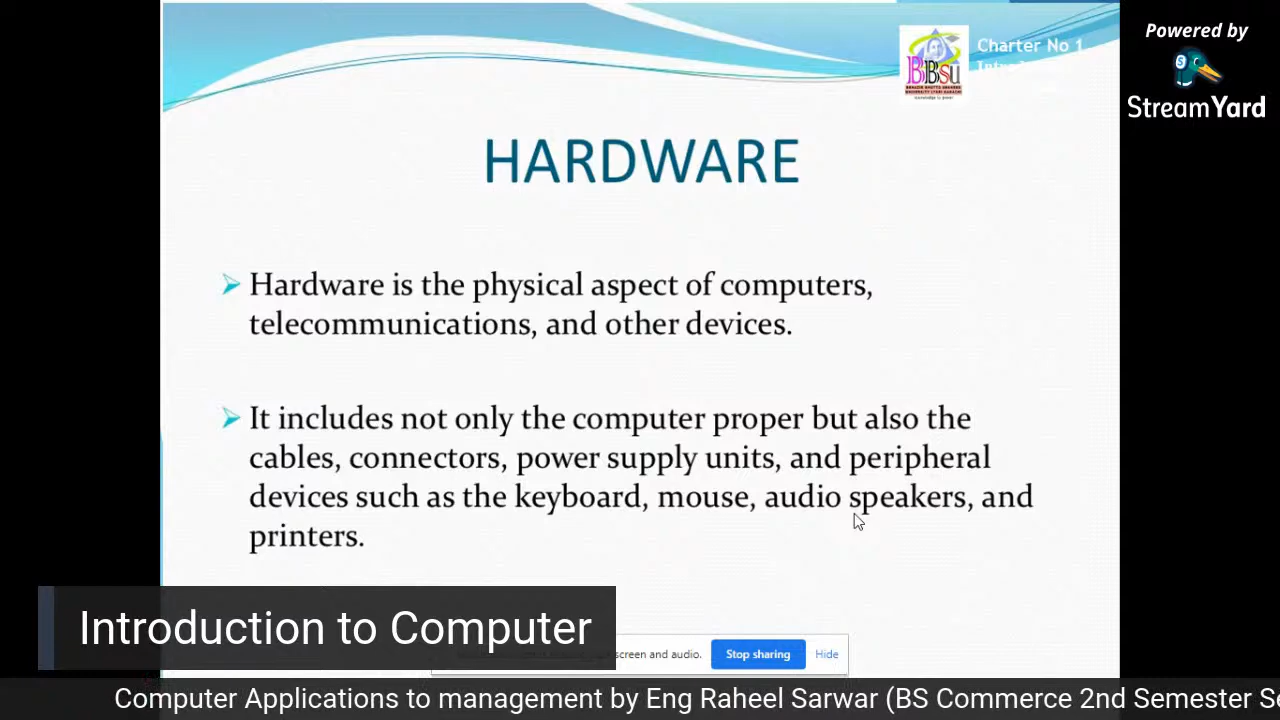 Powered by
StreamYard
Charter No 1
BBSU
HARDWARE
Hardware is the physical aspect of computers,
telecommunications, and other devices.
It includes not only the computer proper but also the
cables, connectors, power supply units, and peripheral
devices such as the keyboard, mouse, audio speakers, and
printers.
Introduction to Computer
screen and audio. Stop sharing Hide
Computer Applications to management by Eng Raheel Sarwar (BS Commerce 2nd Semester